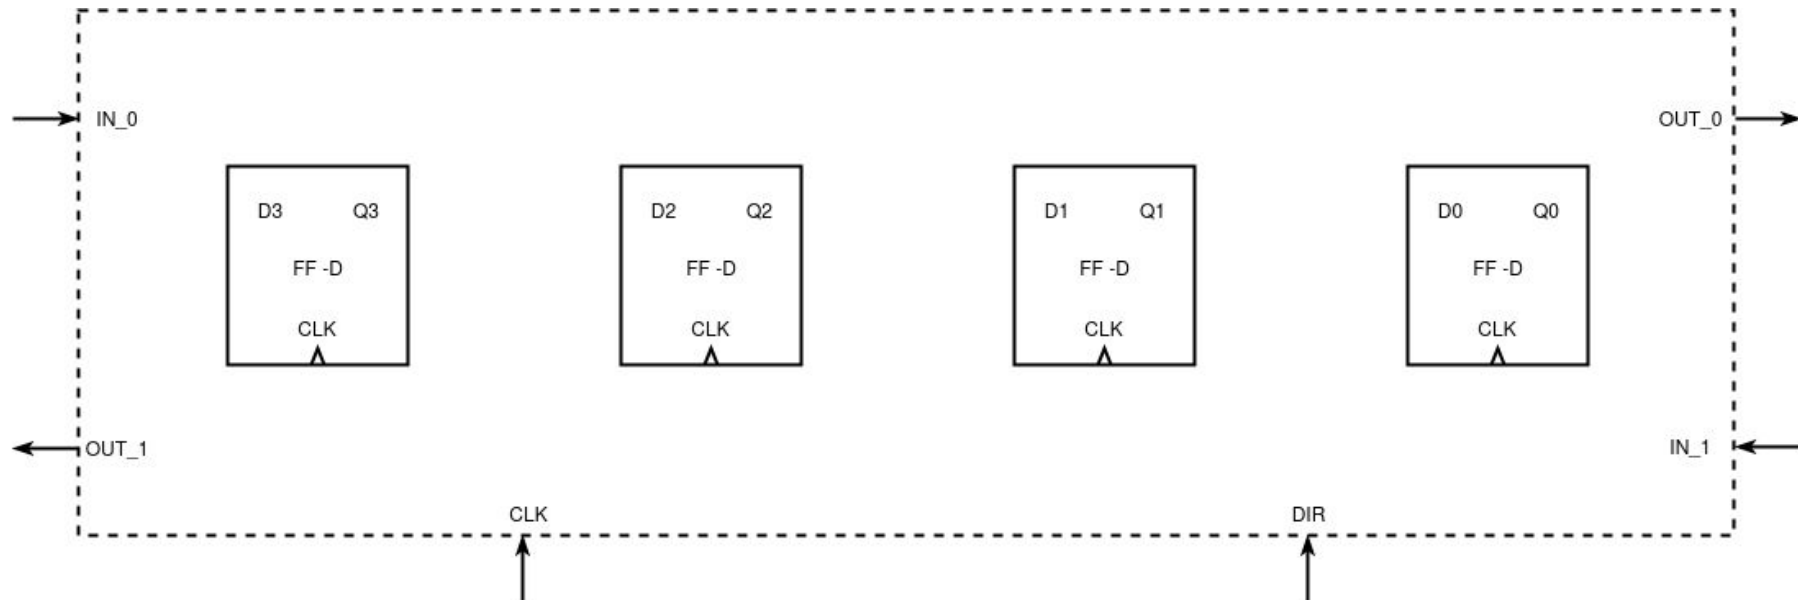 IN_0
OUT_0
D3 Q3
D2 Q2
D1 Q1
D0 Q0
FF -D
FF -D
FF -D
FF -D
CLK
CLK
CLK
CLK
OUT_1
IN_1
CLK
DIR